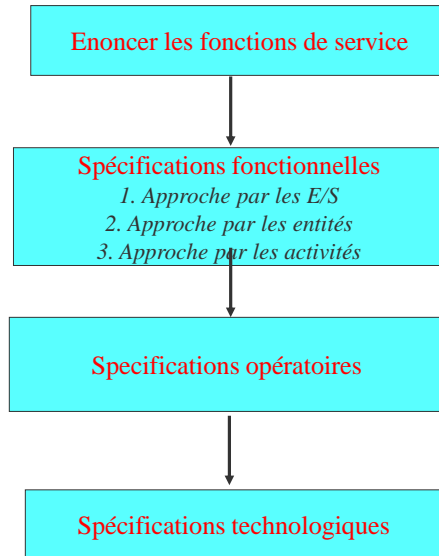 Enoncer les fonctions de service
Spécifications fonctionnelles
1. Approche par les E/S
2. Approche par les entités
3. Approche par les activités
Specifications opératoires
Spécifications technologiques